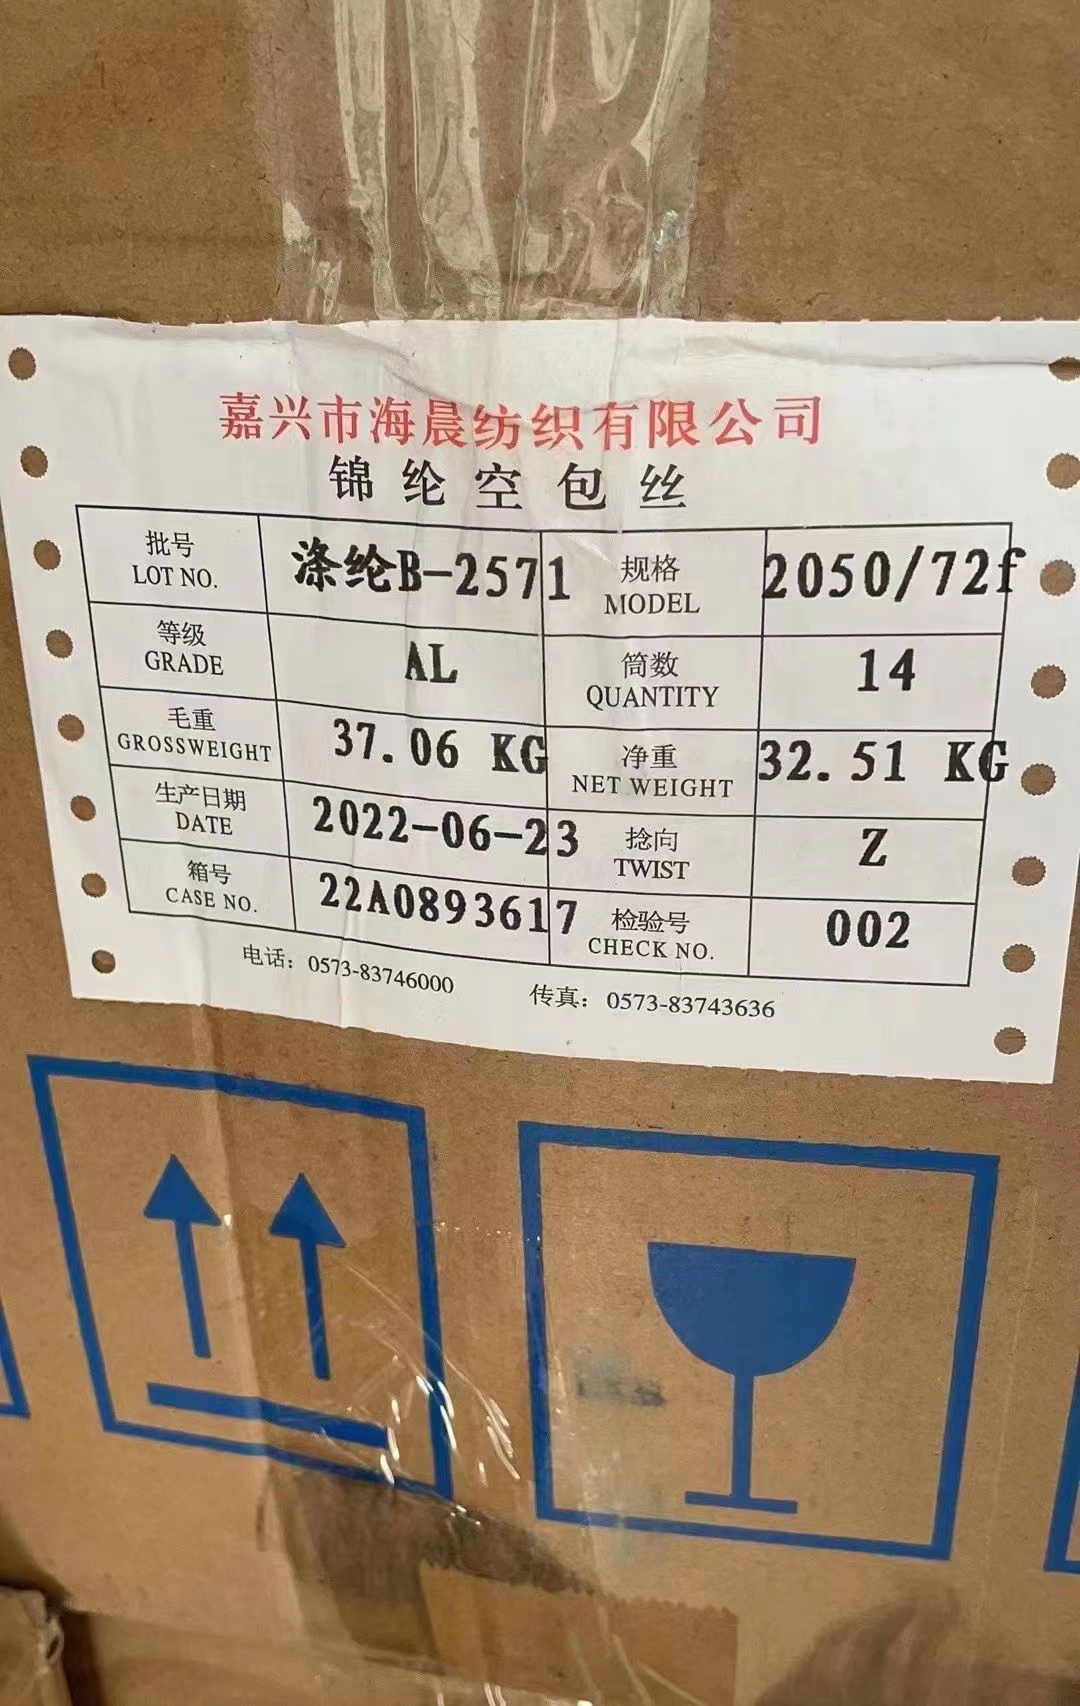 嘉兴市海晨纺织有限公司
锦纶空包丝
批号 涤纶B-2571 规格 2050/72f
LOT NO. MODEL
等级 AL 筒数 14
GRADE QUANTITY
毛重 37.06 KG 净重 32.51 KG
GROSSWEIGHT NET WEIGHT
生产日期 2022-06-23 捻向 Z
DATE TWIST
箱号 22A0893617 检验号 002
CASE NO. CHECK NO.
电话：0573-83746000 传真：0573-83743636